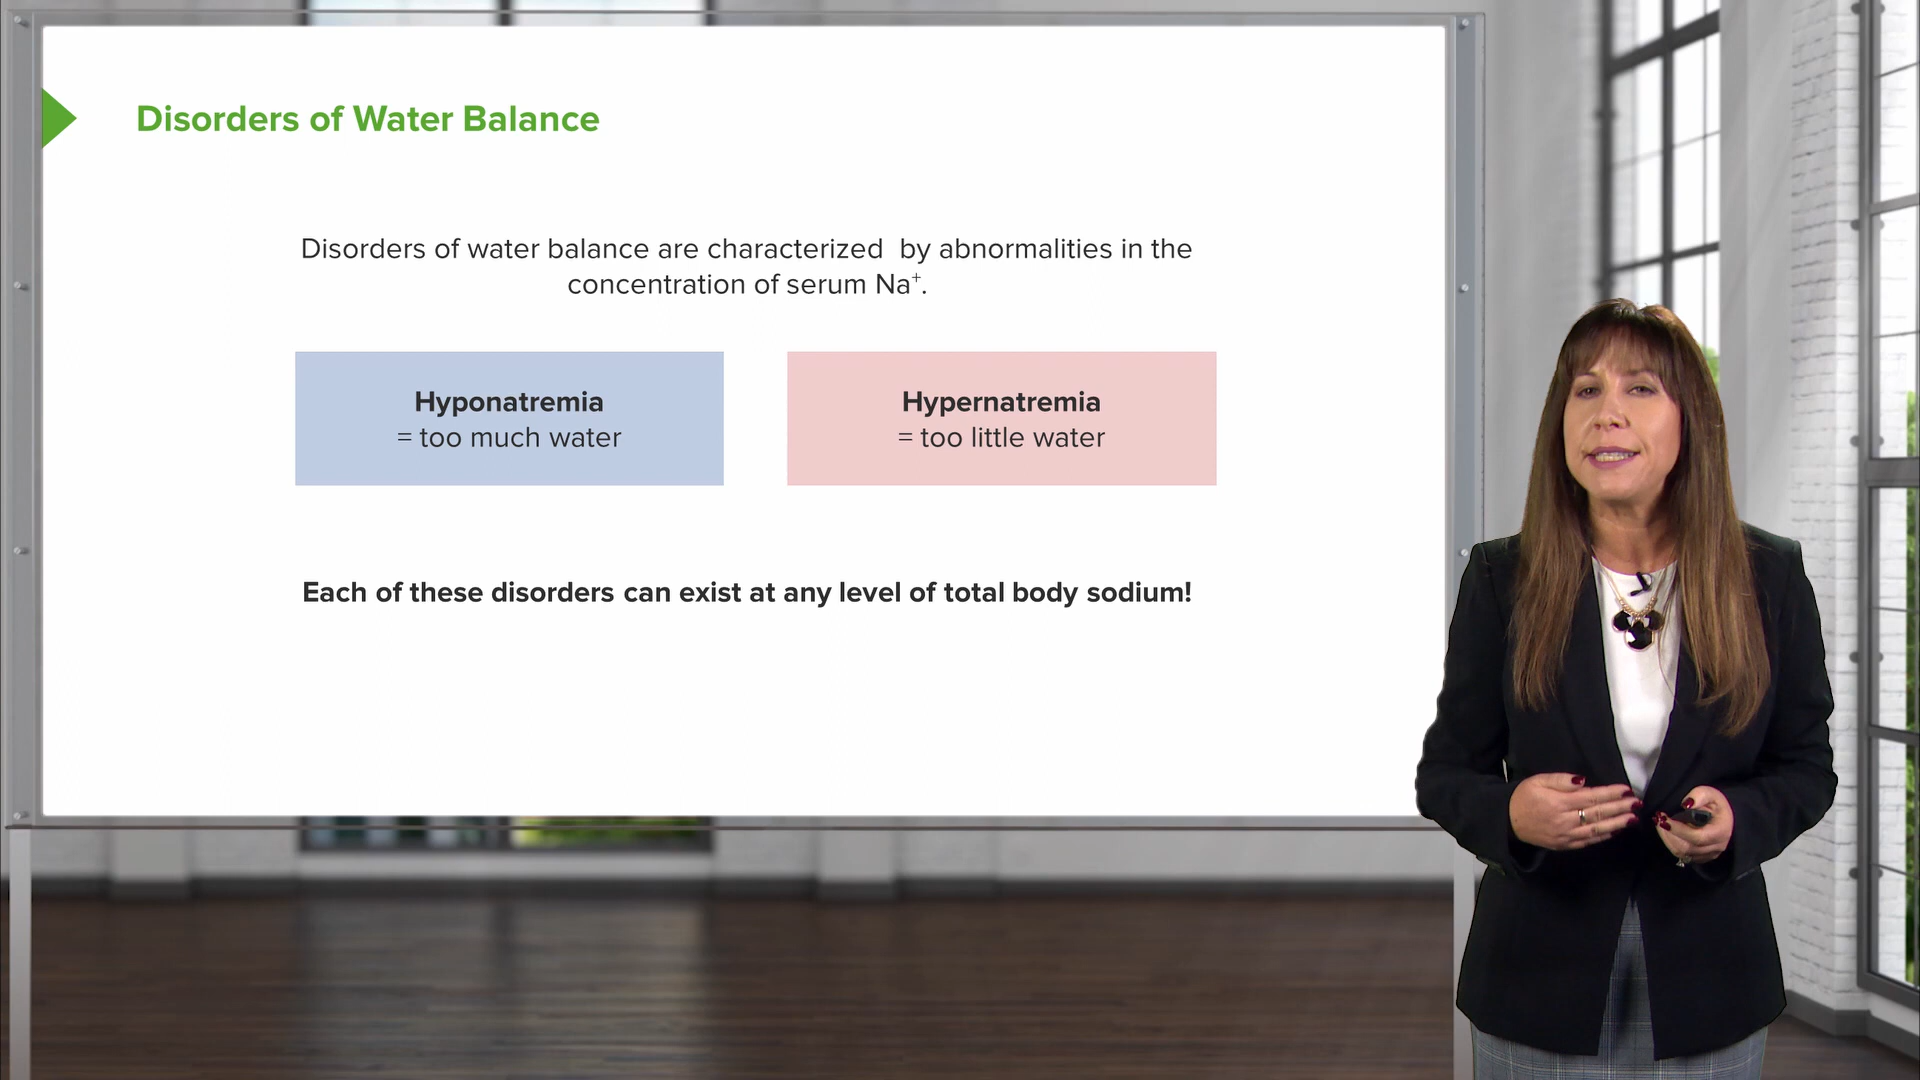 Disorders of Water Balance
Disorders of water balance are characterized  by abnormalities in the
concentration of serum Na⁺.
Hyponatremia
= too much water
Hypernatremia
= too little water
Each of these disorders can exist at any level of total body sodium!